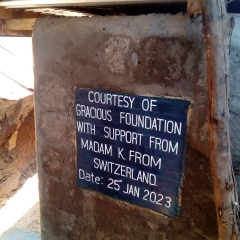 COURTESY OF
GRACIOUS FOUNDATION
WITH SUPPORT FROM
MADAM K. FROM
SWITZERLAND.
Date: 25 JAN 2023